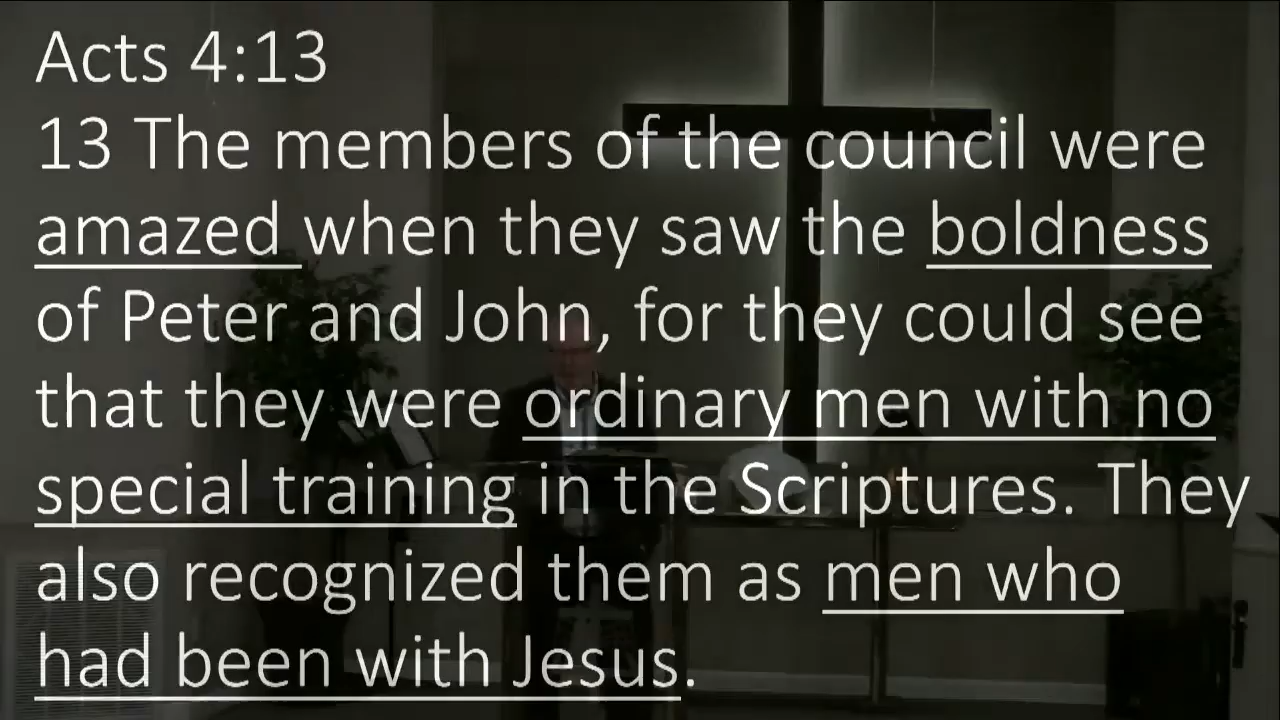 Acts 4:13
13 The members of the council were
amazed when they saw the boldness
of Peter and John, for they could see
that they were ordinary men with no
special training in the Scriptures. They
also recognized them as men who
had been with Jesus.